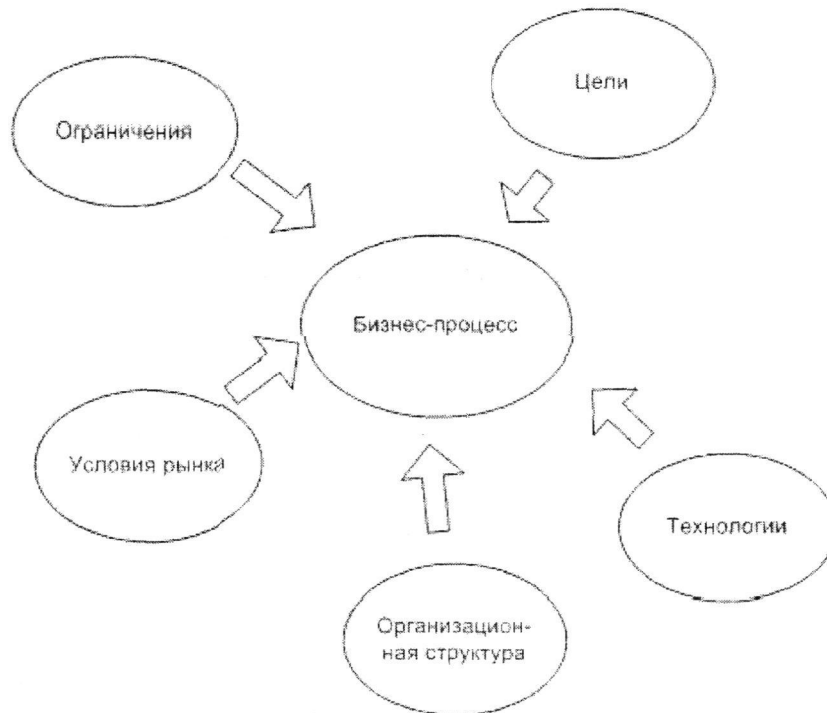 Цели
Ограничения
Бизнес-процесс
Условия рынка
Технологии
Организацион-
ная структура